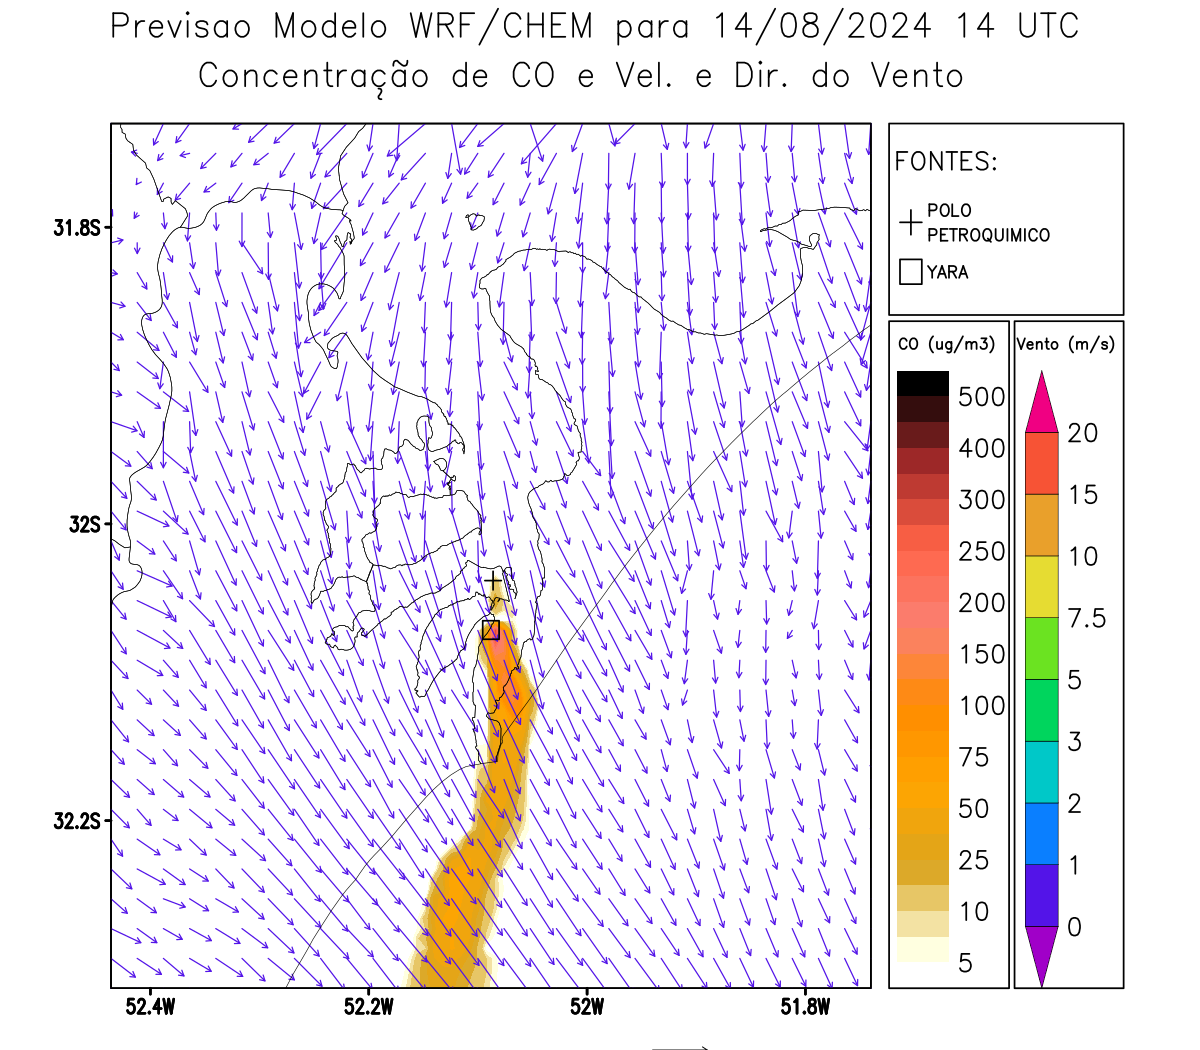 Previsao Modelo WRF/CHEM para 14/08/2024 14 UTC
Concentração de CO e Vel. e Dir. do Vento
FONTES:
POLO
PETROQUIMICO
YARA
CO (ug/m3)
500
400
300
250
200
150
100
75
50
25
10
5
Vento (m/s)
20
15
10
7.5
5
3
2
1
0
31.8S
32S
32.2S
52.4W
52.2W
52W
51.8W